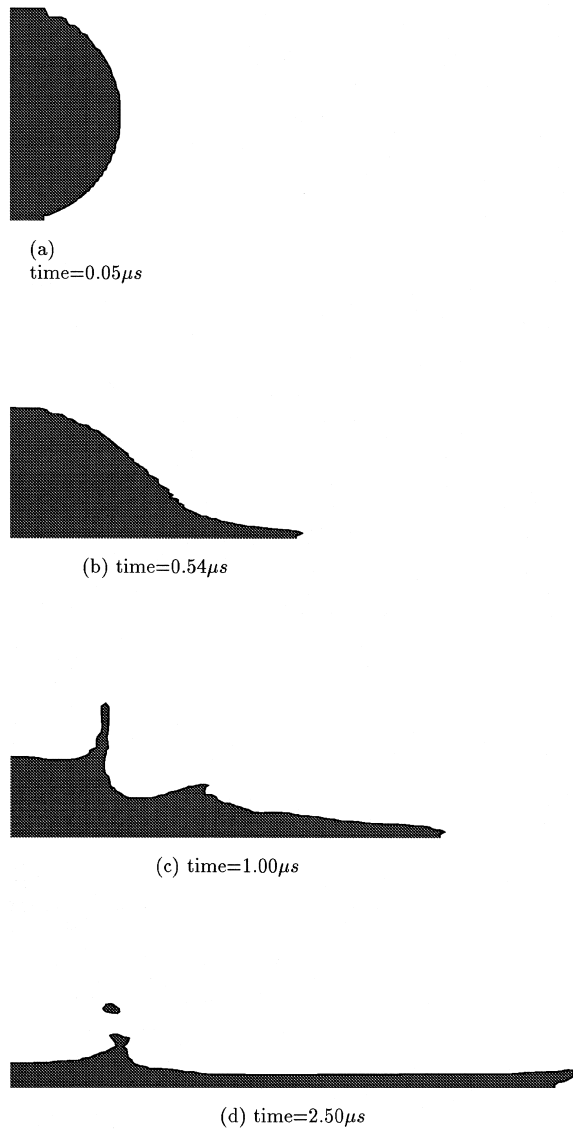 (a)
time=0.05μs
(b) time=0.54μs
(c) time=1.00μs
(d) time=2.50μs